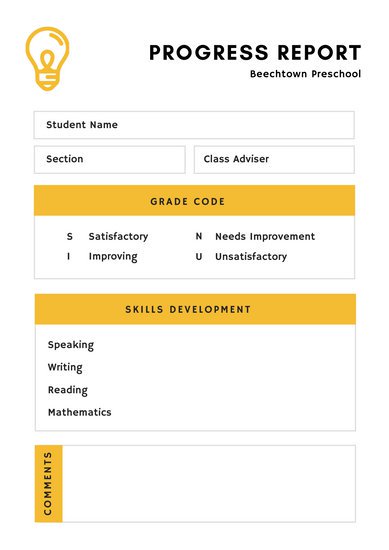 PROGRESS REPORT
Beechtown Preschool
Student Name
Section
Class Adviser
GRADE CODE
S Satisfactory N Needs Improvement
I Improving U Unsatisfactory
SKILLS DEVELOPMENT
Speaking
Writing
Reading
Mathematics
COMMENTS